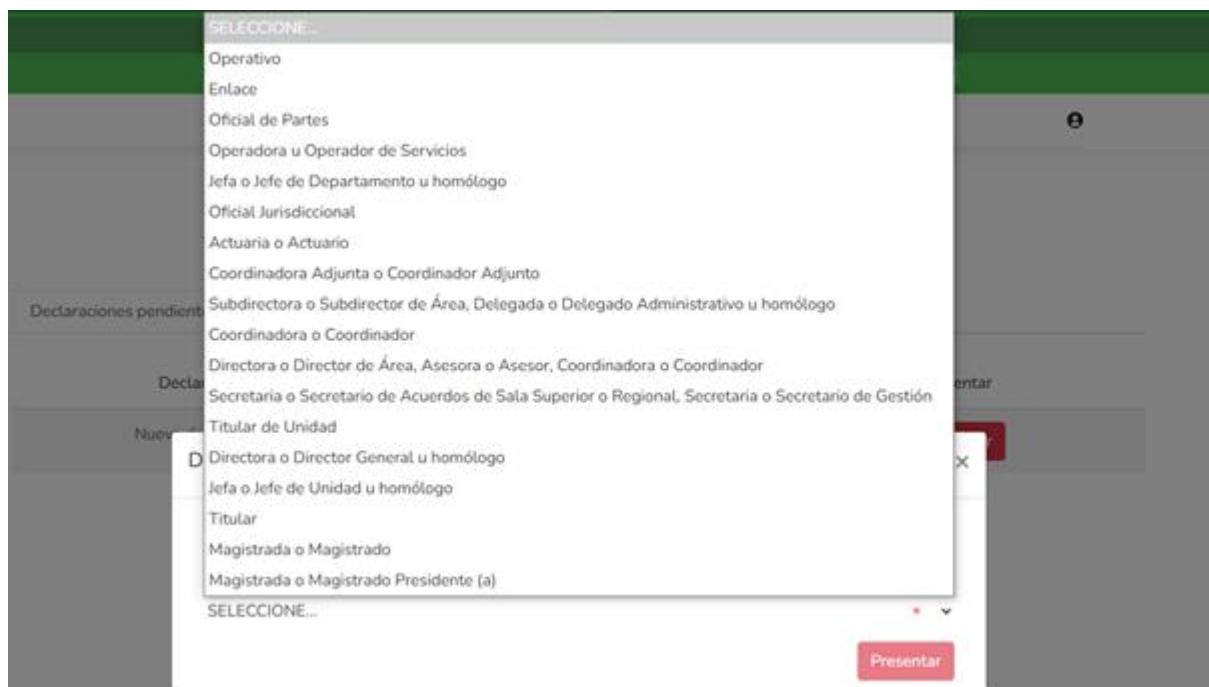 SELECCIONE...
Operativo
Enlace
Oficial de Partes
Operadora u Operador de Servicios
Jefa o Jefe de Departamento u homólogo
Oficial Jurisdiccional
Actuaria o Actuario
Coordinadora Adjunta o Coordinador Adjunto
Subdirectora o Subdirector de Área, Delegada o Delegado Administrativo u homólogo
Declaraciones
Coordinadora o Coordinador
Directora o Director de Área, Asesora o Asesor, Coordinadora o Coordinador
Secretaria o Secretario de Acuerdos de Sala Superior o Regional, Secretaria o Secretario de Gestión
Titular de Unidad
D Directora o Director General u homólogo ×
Jefa o Jefe de Unidad u homólogo
Titular
Magistrada o Magistrado
Magistrada o Magistrado Presidente (a)
SELECCIONE... *
Presentar